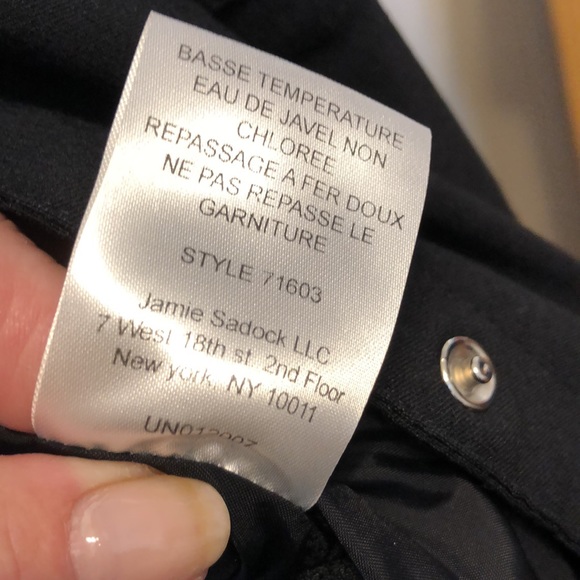 BASSE TEMPERATURE
EAU DE JAVEL NON
CHLOREE
REPASSAGE A FER DOUX
NE PAS REPASSE LE
GARNITURE
STYLE 71603
Jamie Sadock LLC
7 West 18th st 2nd Floor
New york, NY 10011